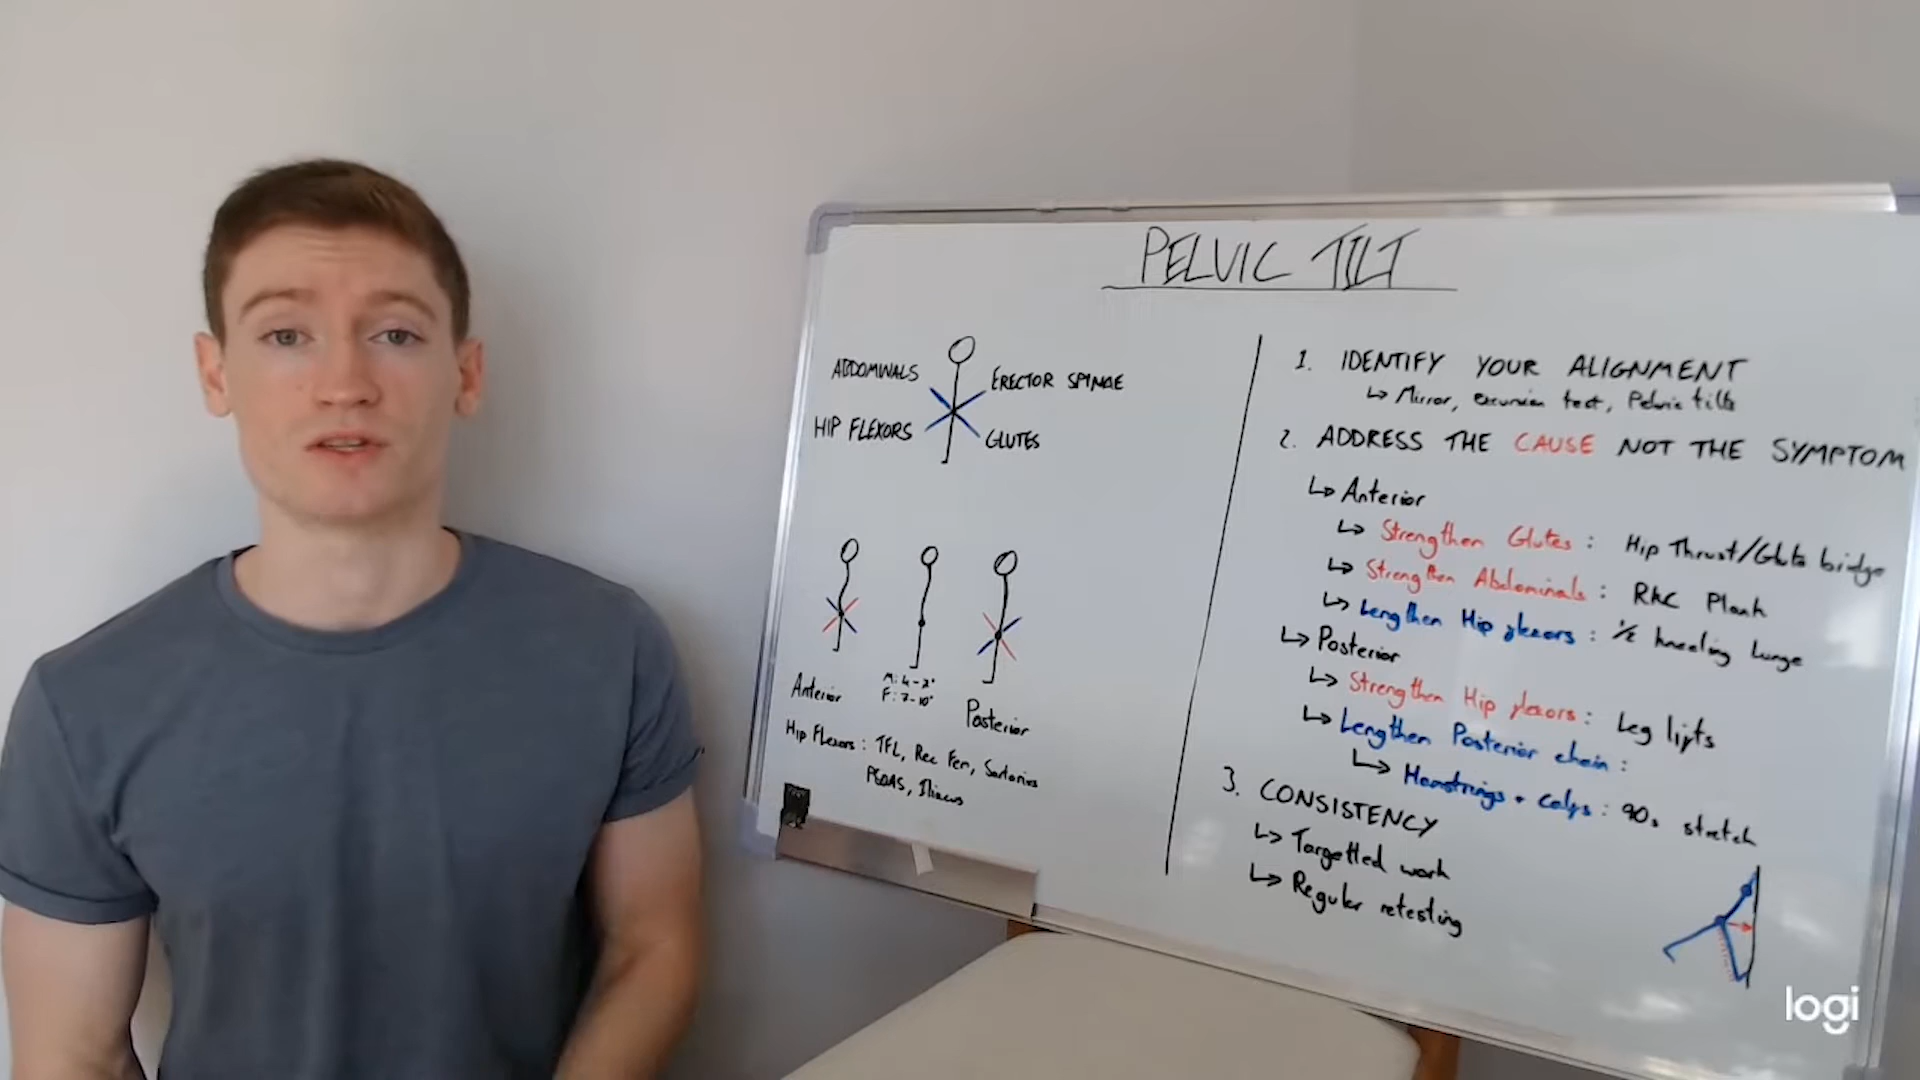 PELVIC TILT
ABDOMINALS
ERECTOR SPINAE
HIP FLEXORS
GLUTES
Anterior
M: 4-7°
F: 7-10°
Posterior
Hip Flexors: TFL, Rec Fem, Sartorius
PSOAS, Iliacus
1. IDENTIFY YOUR ALIGNMENT
↳ Mirror, excursion test, Pelvic tilts
2. ADDRESS THE CAUSE NOT THE SYMPTOM
↳ Anterior
↳ Strengthen Glutes: Hip Thrust/Glute bridge
↳ Strengthen Abdominals: RKC Plank
↳ Lengthen Hip flexors: 1/2 kneeling lunge
↳ Posterior
↳ Strengthen Hip flexors: Leg lifts
↳ Lengthen Posterior chain:
↳ Hamstrings + Calfs: 90s stretch
3. CONSISTENCY
↳ Targetted work
↳ Regular retesting
logi